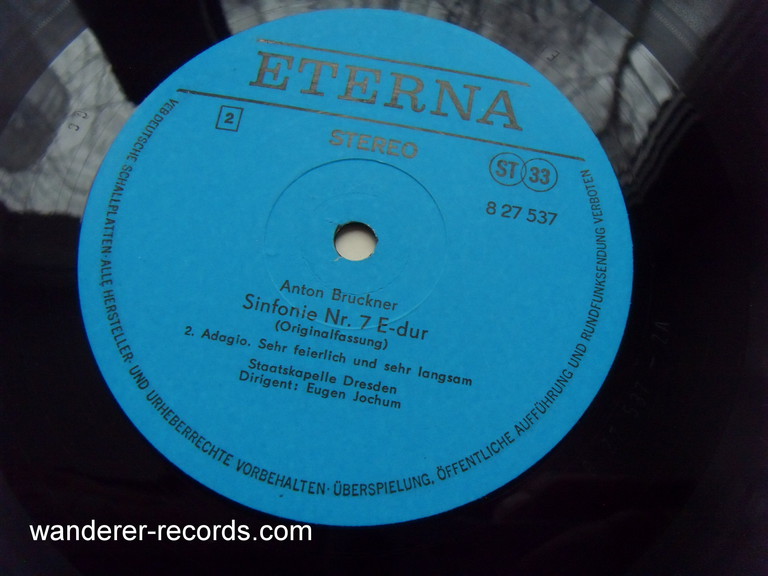 ETERNA
2
STEREO
ST 33
8 27 537
Anton Bruckner
Sinfonie Nr. 7 E-dur
(Originalfassung)
2. Adagio. Sehr feierlich und sehr langsam
Staatskapelle Dresden
Dirigent: Eugen Jochum
VEB DEUTSCHE SCHALLPLATTEN · ALLE HERSTELLER- UND URHEBERRECHTE VORBEHALTEN · ÜBERSPIELUNG, ÖFFENTLICHE AUFFÜHRUNG UND RUNDFUNKSENDUNG VERBOTEN
wanderer-records.com